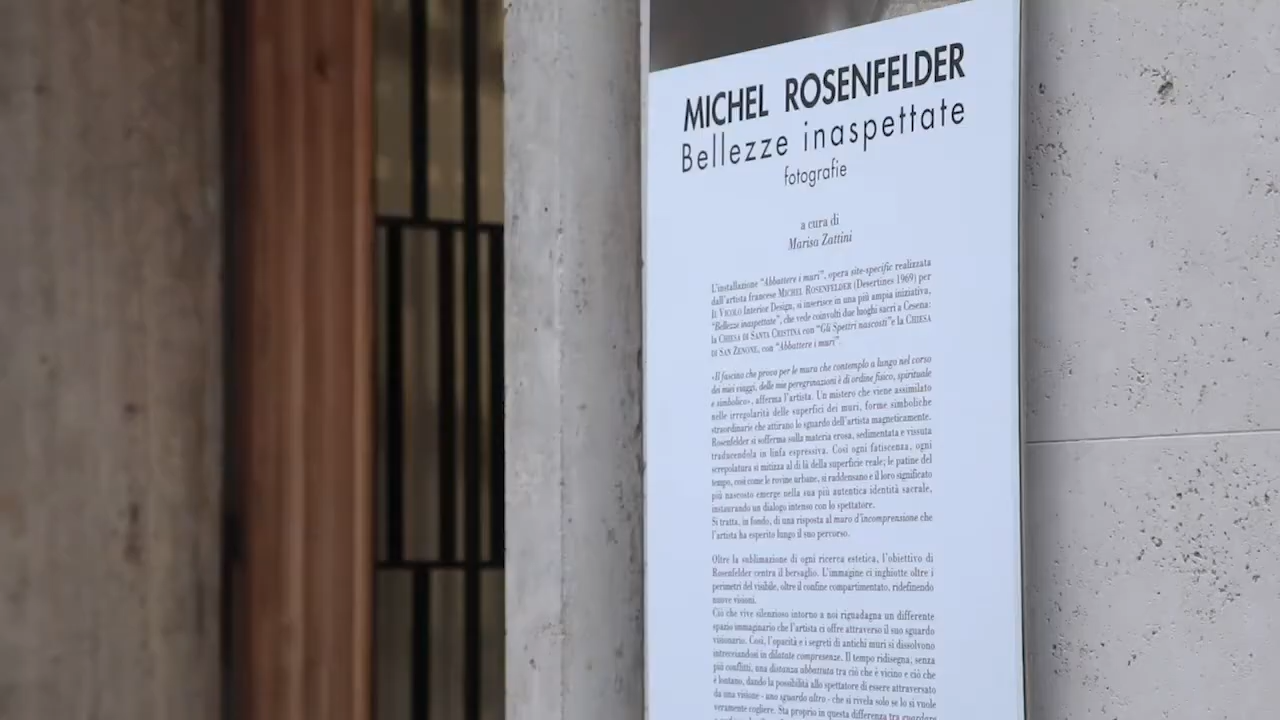 MICHEL ROSENFELDER
Bellezze inaspettate
fotografie
a cura di
Marisa Zattini
L'installazione "Abbattere i muri", opera site-specific realizzata
dall'artista francese MICHEL ROSENFELDER (Desertines 1969) per
IL VICOLO Interior Design, si inserisce in una più ampia iniziativa,
"Bellezze inaspettate", che vede coinvolti due luoghi sacri a Cesena:
la CHIESA DI SANTA CRISTINA con "Gli Spettri nascosti" e la CHIESA
DI SAN ZENONE, con "Abbattere i muri".
«Il fascino che provo per le mura che contemplo a lungo nel corso
dei miei viaggi, delle mie peregrinazioni è di ordine fisico, spirituale
e simbolico», afferma l'artista. Un mistero che viene assimilato
nelle irregolarità delle superfici dei muri, forme simboliche
straordinario che attirano lo sguardo dell'artista magneticamente.
Rosenfelder si sofferma sulla materia erosa, sedimentata e vissuta
traducendola in linfa espressiva. Così ogni fatiscenza, ogni
screpolatura si mitizza al di là della superficie reale; le patine del
tempo, così come le rovine urbane, si raddensano e il loro significato
più nascosto emerge nella sua più autentica identità sacrale,
instaurando un dialogo intenso con lo spettatore.
Si tratta, in fondo, di una risposta al muro d'incomprensione che
l'artista ha esperito lungo il suo percorso.
Oltre la sublimazione di ogni ricerca estetica, l'obiettivo di
Rosenfelder centra il bersaglio. L'immagine ci inghiotte oltre i
perimetri del visibile, oltre il confine compartimentato, ridefinendo
nuove visioni.
Ciò che vive silenzioso intorno a noi riguadagna un differente
spazio immaginario che l'artista ci offre attraverso il suo sguardo
visionario. Così, l'opacità e i segreti di antichi muri si dissolvono
intrecciandosi in dilatate compresenze. Il tempo ridisegna, senza
più conflitti, una distanza abbattuta tra ciò che è vicino e ciò che
è lontano, dando la possibilità allo spettatore di essere attraversato
da una visione - uno sguardo altro - che si rivela solo se lo si vuole
veramente cogliere. Sta proprio in questa differenza tra guardare